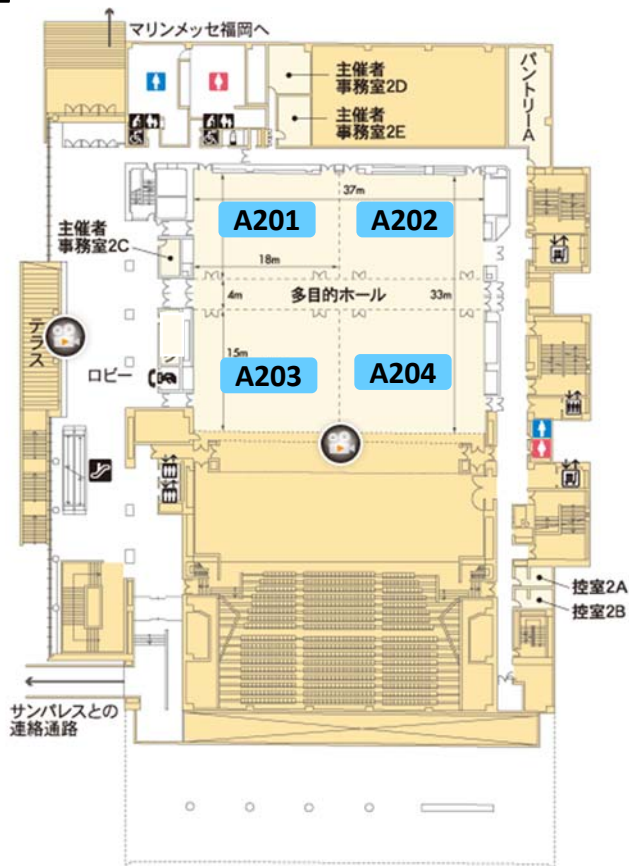 マリンメッセ福岡へ
主催者
事務室2D
主催者
事務室2E
パントリーA
37m
A201
A202
主催者
事務室2C
18m
4m
多目的ホール
33m
テラス
ロビー
15m
A203
A204
控室2A
控室2B
サンパレスとの
連絡通路